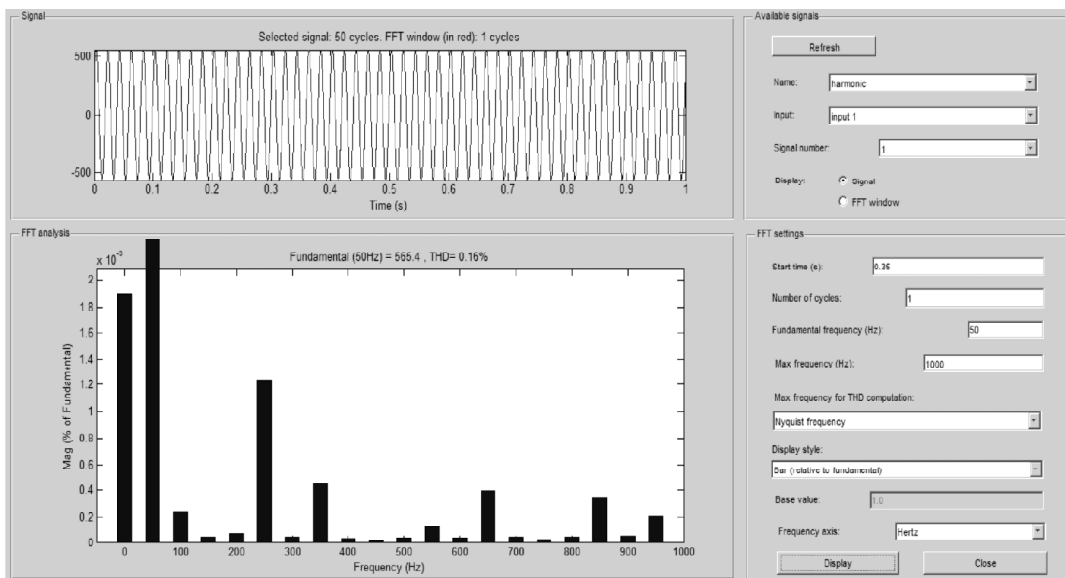 Signal
Selected signal: 50 cycles. FFT window (in red): 1 cycles
500
0
-500
0 0.1 0.2 0.3 0.4 0.5 0.6 0.7 0.8 0.9 1
Time (s)
FFT analysis
x 10⁻³
Fundamental (50Hz) = 565.4 , THD= 0.16%
2
1.8
1.6
1.4
1.2
1
0.8
0.6
0.4
0.2
0
Mag (% of Fundamental)
0 100 200 300 400 500 600 700 800 900 1000
Frequency (Hz)
Available signals
Refresh
Name: harmonic
Input: input 1
Signal number: 1
Display: Signal
FFT window
FFT settings
Start time (s): 0.36
Number of cycles: 1
Fundamental frequency (Hz): 50
Max frequency (Hz): 1000
Max frequency for THD computation:
Nyquist frequency
Display style:
Bar (relative to fundamental)
Base value: 1.0
Frequency axis: Hertz
Display Close